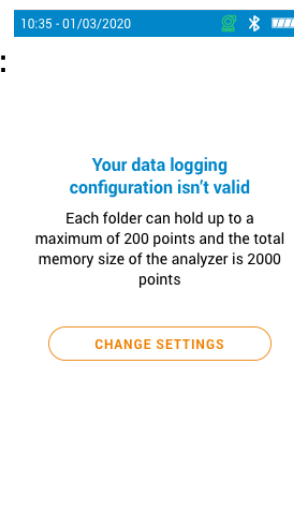 10:35 - 01/03/2020
:
Your data logging
configuration isn’t valid
Each folder can hold up to a
maximum of 200 points and the total
memory size of the analyzer is 2000
points
CHANGE SETTINGS